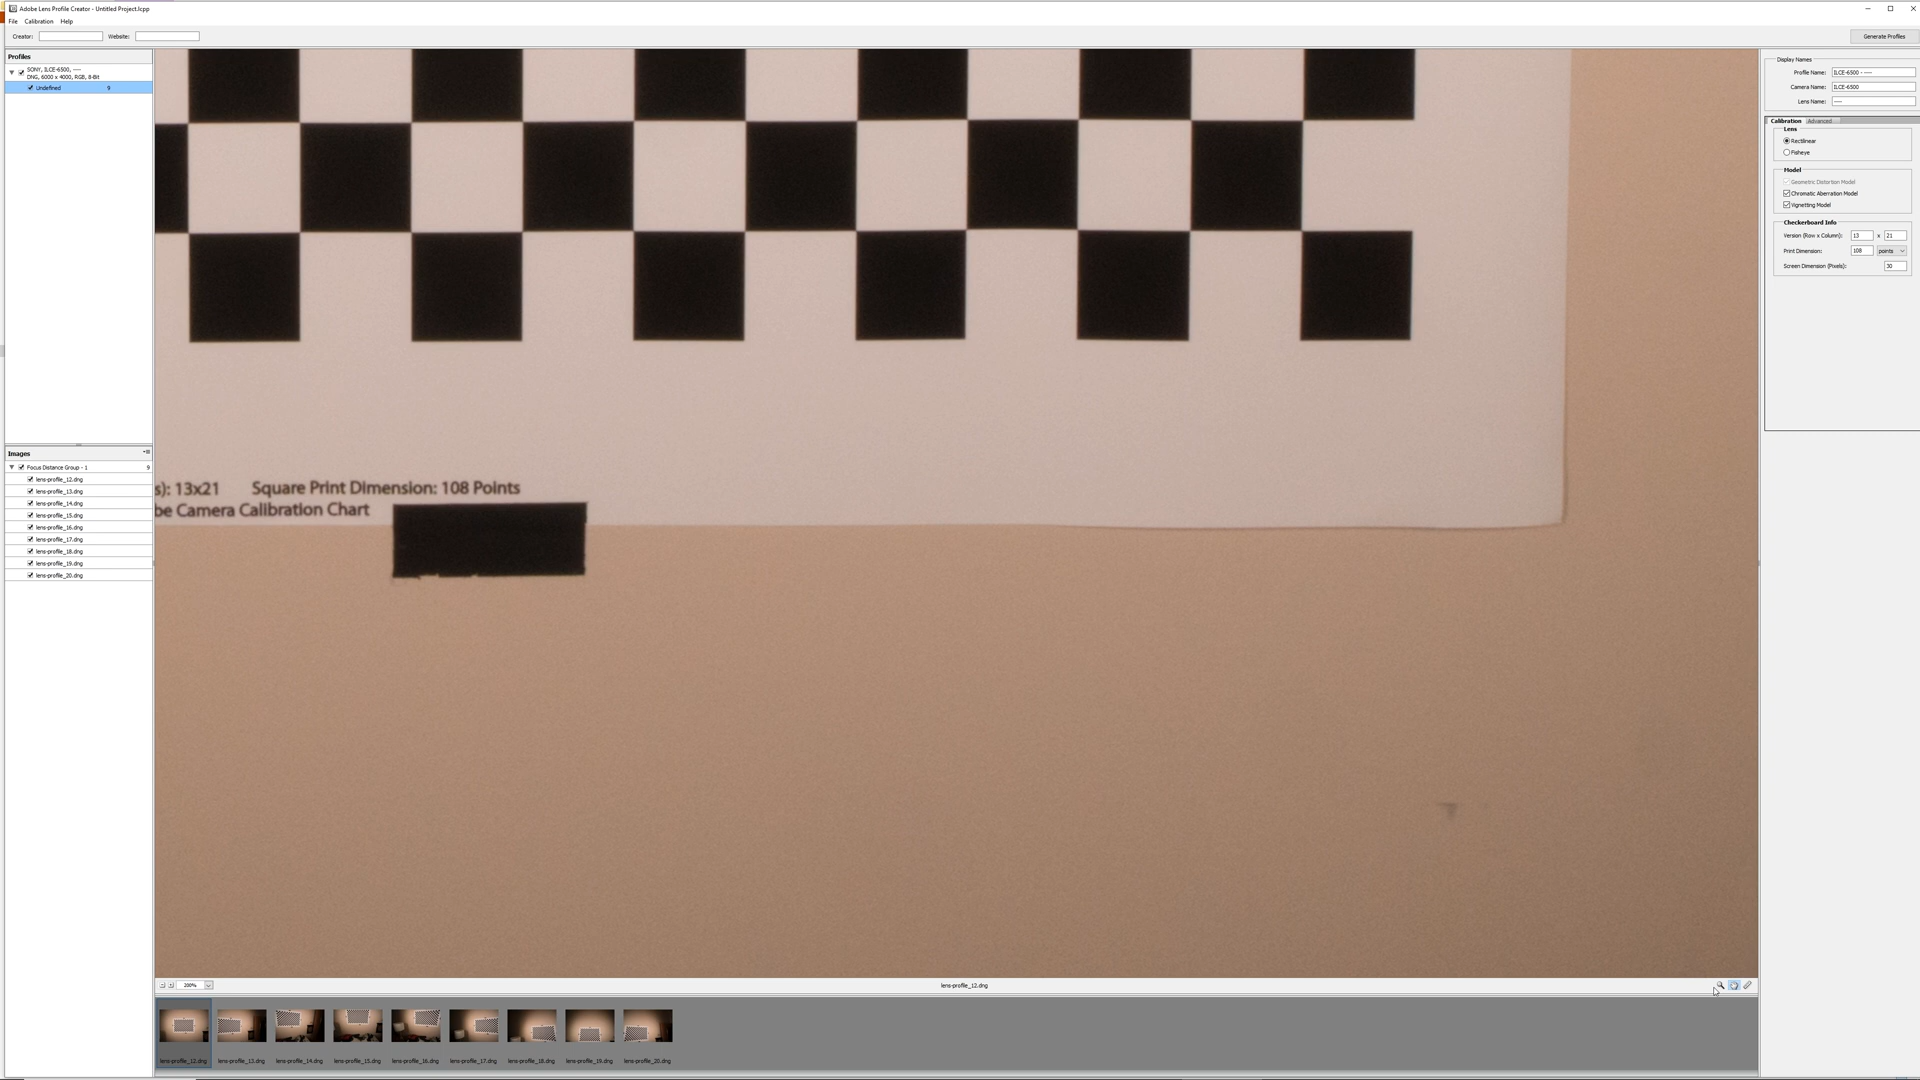 Adobe Lens Profile Creator - Untitled Project.lcpp
File Calibration Help
Creator: Website: Generate Profiles
Profiles
SONY, ILCE-6500, ----
DNG, 6000 x 4000, RGB, 8-Bit
Undefined 9
Images
Focus Distance Group - 1 9
lens-profile_12.dng
lens-profile_13.dng
lens-profile_14.dng
lens-profile_15.dng
lens-profile_16.dng
lens-profile_17.dng
lens-profile_18.dng
lens-profile_19.dng
lens-profile_20.dng
s): 13x21 Square Print Dimension: 108 Points
be Camera Calibration Chart
200% lens-profile_12.dng
lens-profile_12.dng lens-profile_13.dng lens-profile_14.dng lens-profile_15.dng lens-profile_16.dng lens-profile_17.dng lens-profile_18.dng lens-profile_19.dng lens-profile_20.dng
Display Names
Profile Name: ILCE-6500 - ----
Camera Name: ILCE-6500
Lens Name: ----
Calibration Advanced
Lens
Rectilinear
Fisheye
Model
Geometric Distortion Model
Chromatic Aberration Model
Vignetting Model
Checkerboard Info
Version (Row x Column): 13 x 21
Print Dimension: 108 points
Screen Dimension (Pixels): 30